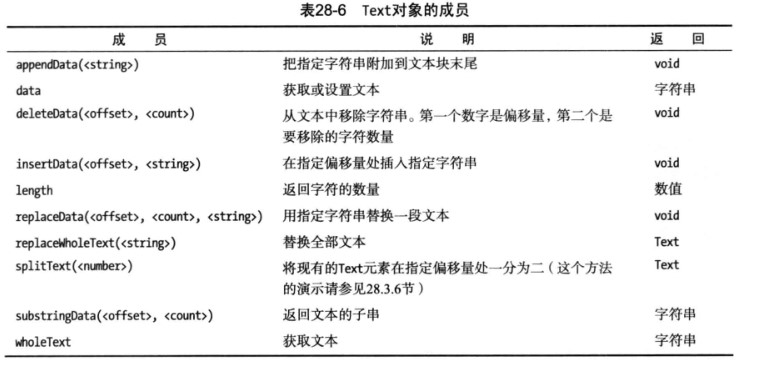 表28-6 Text对象的成员
成 员 说 明 返 回
appendData(<string>) 把指定字符串附加到文本块末尾 void
data 获取或设置文本 字符串
deleteData(<offset>, <count>) 从文本中移除字符串。第一个数字是偏移量，第二个是 void
要移除的字符数量
insertData(<offset>, <string>) 在指定偏移量处插入指定字符串 void
length 返回字符的数量 数值
replaceData(<offset>, <count>, <string>) 用指定字符串替换一段文本 void
replaceWholeText(<string>) 替换全部文本 Text
splitText(<number>) 将现有的Text元素在指定偏移量处一分为二（这个方法 Text
的演示请参见28.3.6节）
substringData(<offset>, <count>) 返回文本的子串 字符串
wholeText 获取文本 字符串